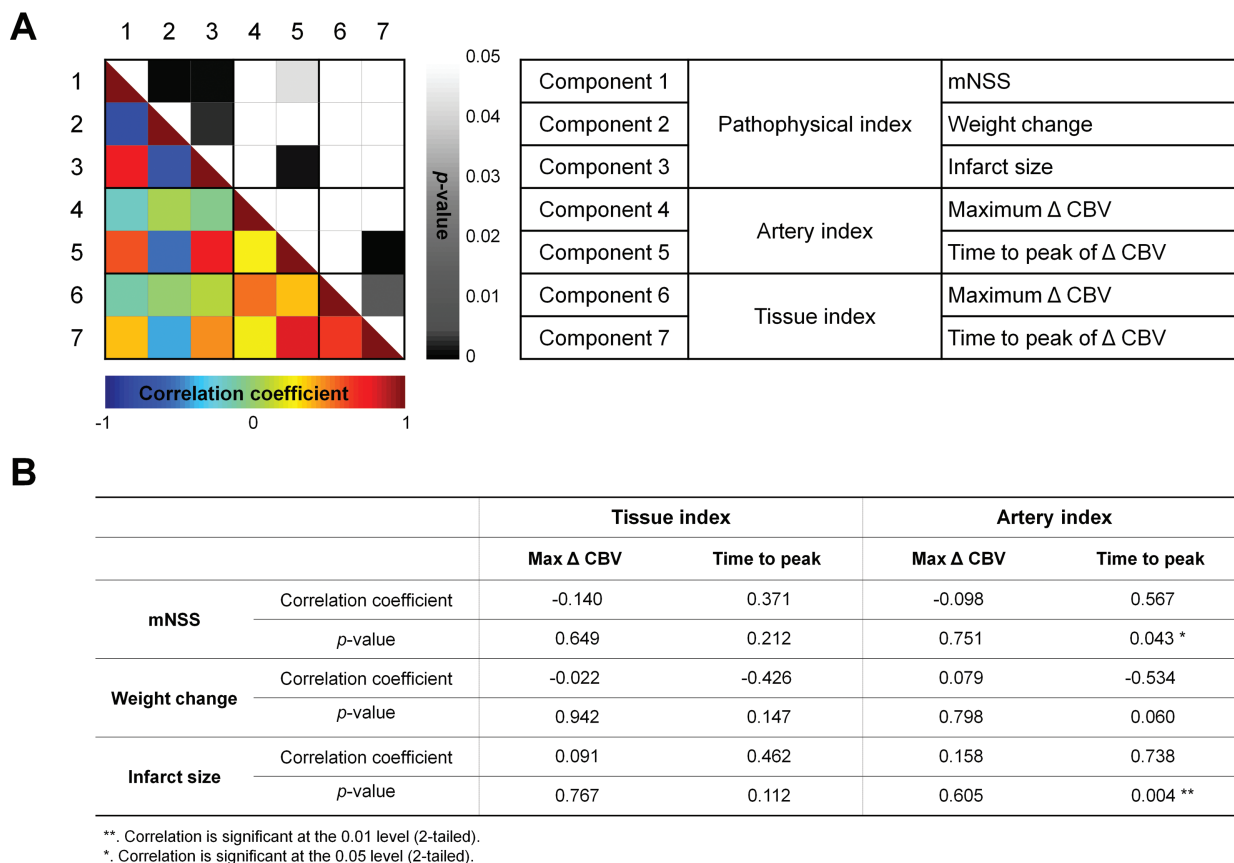 A
1 2 3 4 5 6 7
1
2
3
4
5
6
7
0.05
0.04
0.03
0.02
0.01
0
p-value
Correlation coefficient
-1 0 1
Component 1 Pathophysical index mNSS
Component 2 Weight change
Component 3 Infarct size
Component 4 Artery index Maximum Δ CBV
Component 5 Time to peak of Δ CBV
Component 6 Tissue index Maximum Δ CBV
Component 7 Time to peak of Δ CBV
B
Tissue index Artery index
Max Δ CBV Time to peak Max Δ CBV Time to peak
mNSS Correlation coefficient -0.140 0.371 -0.098 0.567
p-value 0.649 0.212 0.751 0.043 *
Weight change Correlation coefficient -0.022 -0.426 0.079 -0.534
p-value 0.942 0.147 0.798 0.060
Infarct size Correlation coefficient 0.091 0.462 0.158 0.738
p-value 0.767 0.112 0.605 0.004 **
**. Correlation is significant at the 0.01 level (2-tailed).
*. Correlation is significant at the 0.05 level (2-tailed).